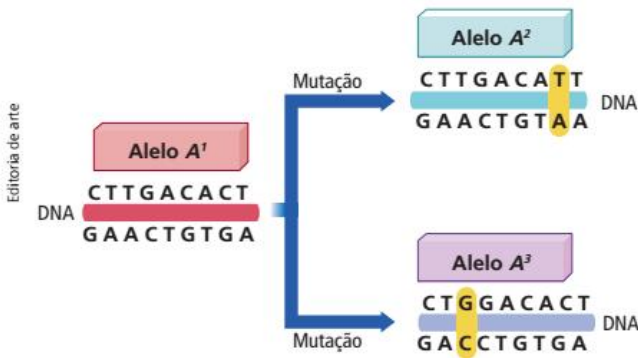 Editoria de arte
Alelo A¹
CTTGACACT
DNA
GAACTGTGA
Mutação
Alelo A²
CTTGACATT
DNA
GAACTGTAA
Alelo A³
CTGGACACT
DNA
GACCTGTGA
Mutação